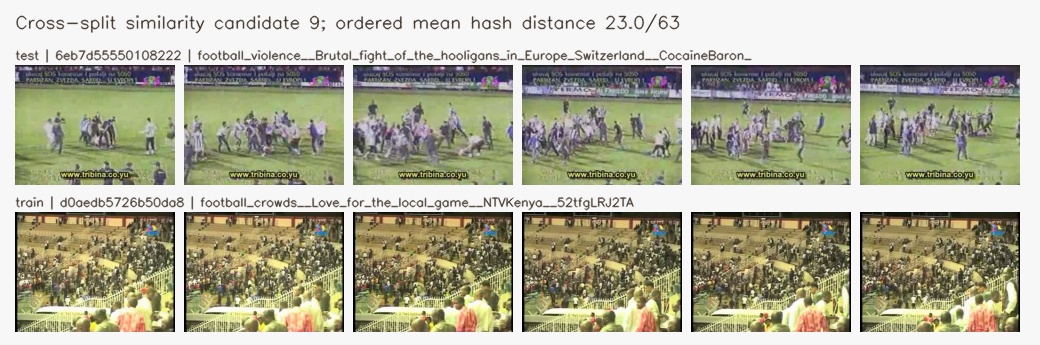 Cross-split similarity candidate 9; ordered mean hash distance 23.0/63
test | 6eb7d55550108222 | football_violence__Brutal_fight_of_the_hooligans_in_Europe_Switzerland__CocaineBaron_
www.tribina.co.yu www.tribina.co.yu www.tribina.co.yu www.tribina.co.yu www.tribina.co.yu www.tribina.co.yu
train | d0aedb5726b50da8 | football_crowds__Love_for_the_local_game__NTVKenya__52tfgLRJ2TA